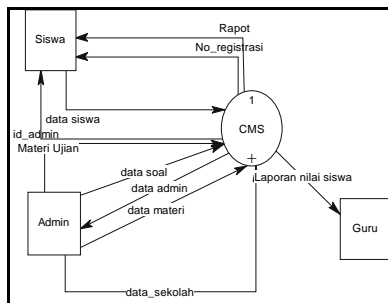 Rapot
Siswa
No_registrasi
1
data siswa
CMS
id_admin
Materi Ujian
data soal
data admin
Laporan nilai siswa
data materi
Admin
Guru
data_sekolah